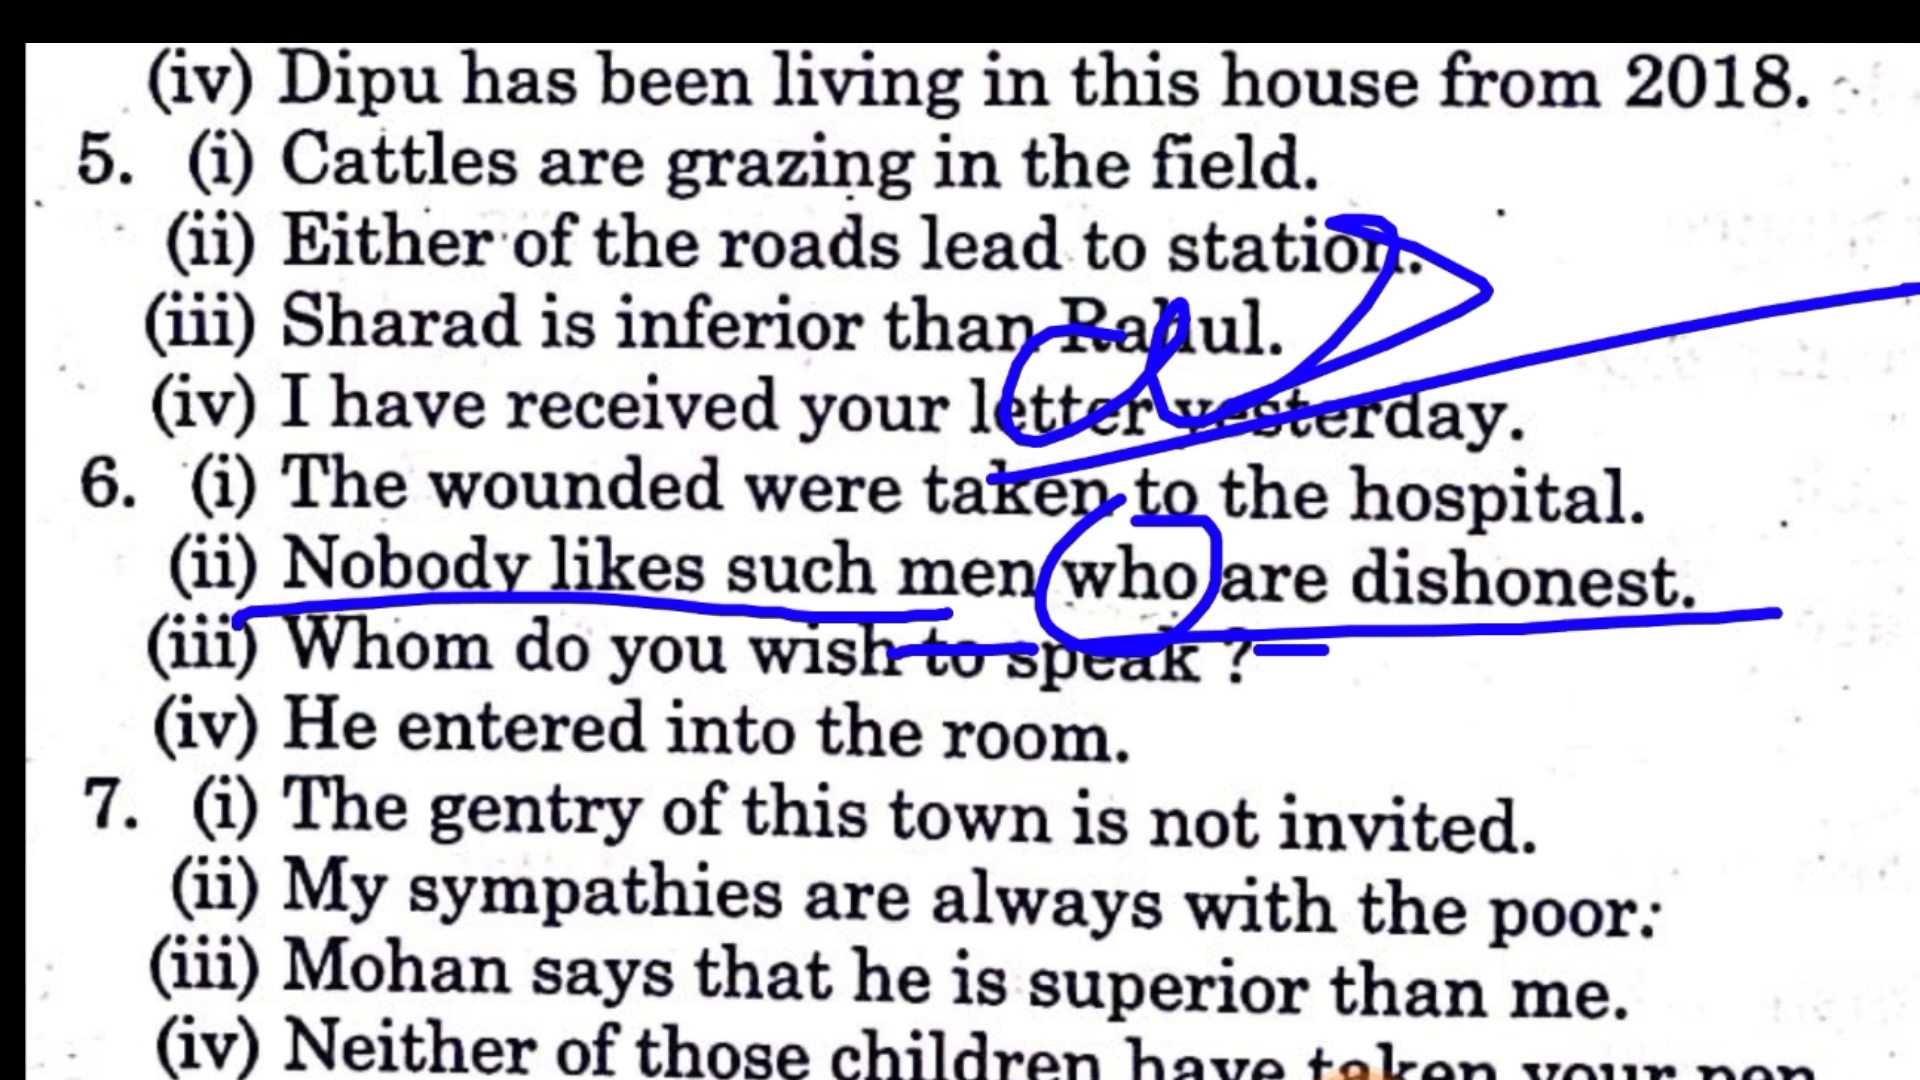 (iv) Dipu has been living in this house from 2018.
5. (i) Cattles are grazing in the field.
(ii) Either of the roads lead to station.
(iii) Sharad is inferior than Rahul.
(iv) I have received your letter yesterday.
6. (i) The wounded were taken to the hospital.
(ii) Nobody likes such men who are dishonest.
(iii) Whom do you wish to speak ?
(iv) He entered into the room.
7. (i) The gentry of this town is not invited.
(ii) My sympathies are always with the poor.
(iii) Mohan says that he is superior than me.
(iv) Neither of those children have taken your pen